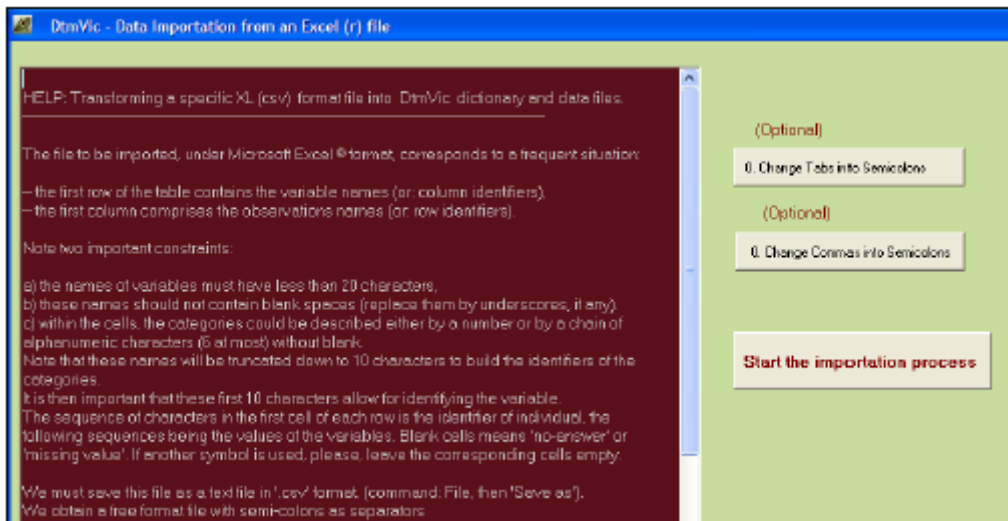 DtmVic - Data Importation from an Excel (r) file
HELP: Transforming a specific XL (csv) format file into DtmVic dictionary and data files.
The file to be imported, under Microsoft Excel ® format, corresponds to a frequent situation:
– the first row of the table contains the variable names (or: column identifiers),
– the first column comprises the observations names (or: row identifiers).
Note two important constraints:
a) the names of variables must have less than 20 characters,
b) these names should not contain blank spaces (replace them by underscores, if any).
c) within the cells, the categories could be described either by a number or by a chain of
alphanumeric characters (6 at most) without blank.
Note that these names will be truncated down to 10 characters to build the identifiers of the
categories.
It is then important that these first 10 characters allow for identifying the variable.
The sequence of characters in the first cell of each row is the identifier of individual, the
following sequences being the values of the variables. Blank cells means 'no-answer' or
'missing value'. If another symbol is used, please, leave the corresponding cells empty.
We must save this file as a text file in '.csv' format. (command: File, then 'Save as').
We obtain a free format file with semi-colons as separators
(Optional)
0. Change Tabs into Semicolons
(Optional)
0. Change Commas into Semicolons
Start the importation process